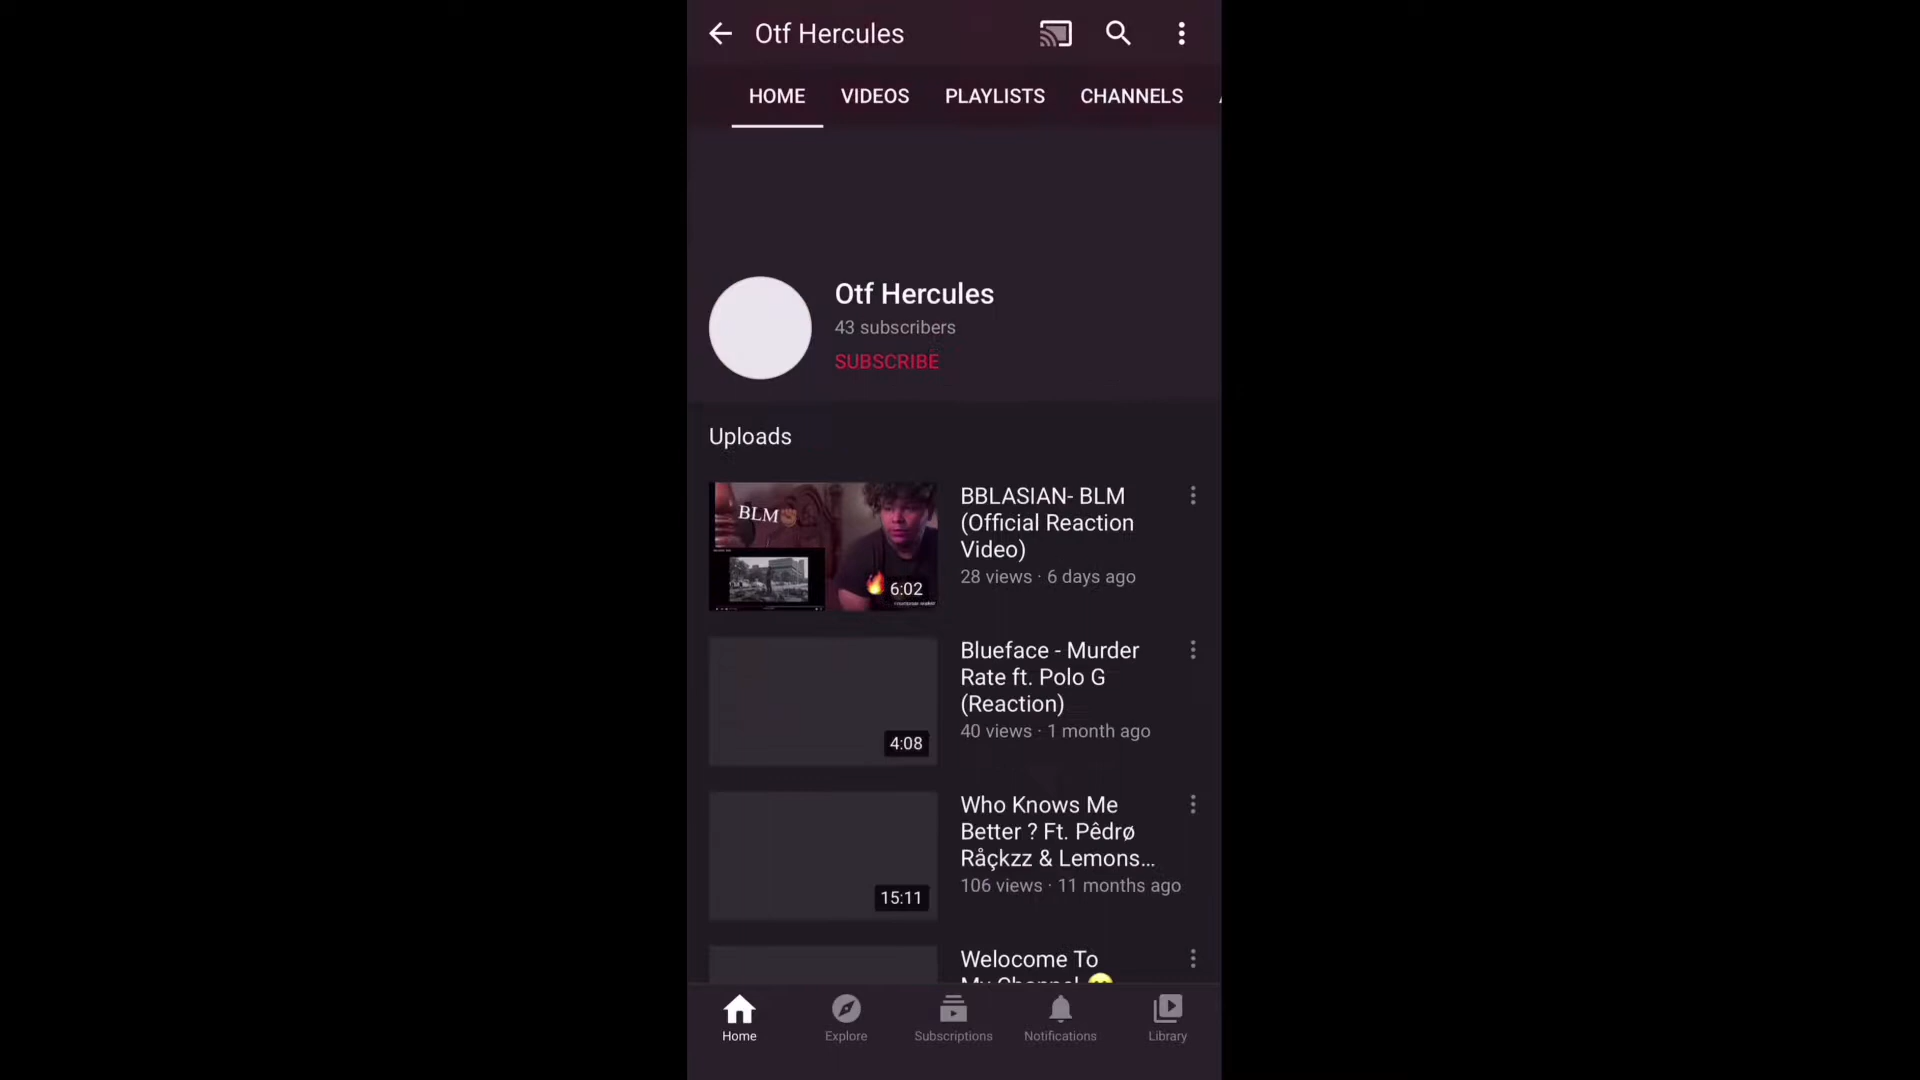 Otf Hercules
HOME VIDEOS PLAYLISTS CHANNELS
Otf Hercules
43 subscribers
SUBSCRIBE
Uploads
BLM
6:02
BBLASIAN- BLM
(Official Reaction
Video)
28 views · 6 days ago
4:08
Blueface - Murder
Rate ft. Polo G
(Reaction)
40 views · 1 month ago
15:11
Who Knows Me
Better ? Ft. Pêdrø
Råçkzz & Lemons...
106 views · 11 months ago
Welocome To
My Channel
Home Explore Subscriptions Notifications Library